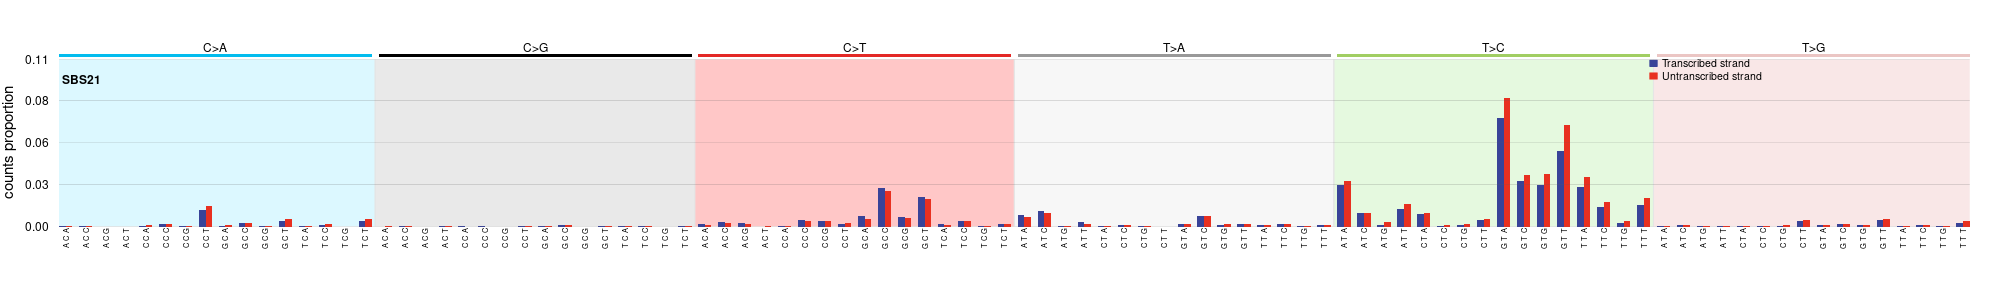 C>A C>G C>T T>A T>C T>G
0.11
SBS21
Transcribed strand
Untranscribed strand
0.08
0.06
0.03
0.00
counts proportion
ACA ACC ACG ACT CCA CCC CCG CCT GCA GCC GCG GCT TCA TCC TCG TCT ACA ACC ACG ACT CCA CCC CCG CCT GCA GCC GCG GCT TCA TCC TCG TCT ACA ACC ACG ACT CCA CCC CCG CCT GCA GCC GCG GCT TCA TCC TCG TCT ATA ATC ATG ATT CTA CTC CTG CTT GTA GTC GTG GTT TTA TTC TTG TTT ATA ATC ATG ATT CTA CTC CTG CTT GTA GTC GTG GTT TTA TTC TTG TTT ATA ATC ATG ATT CTA CTC CTG CTT GTA GTC GTG GTT TTA TTC TTG TTT